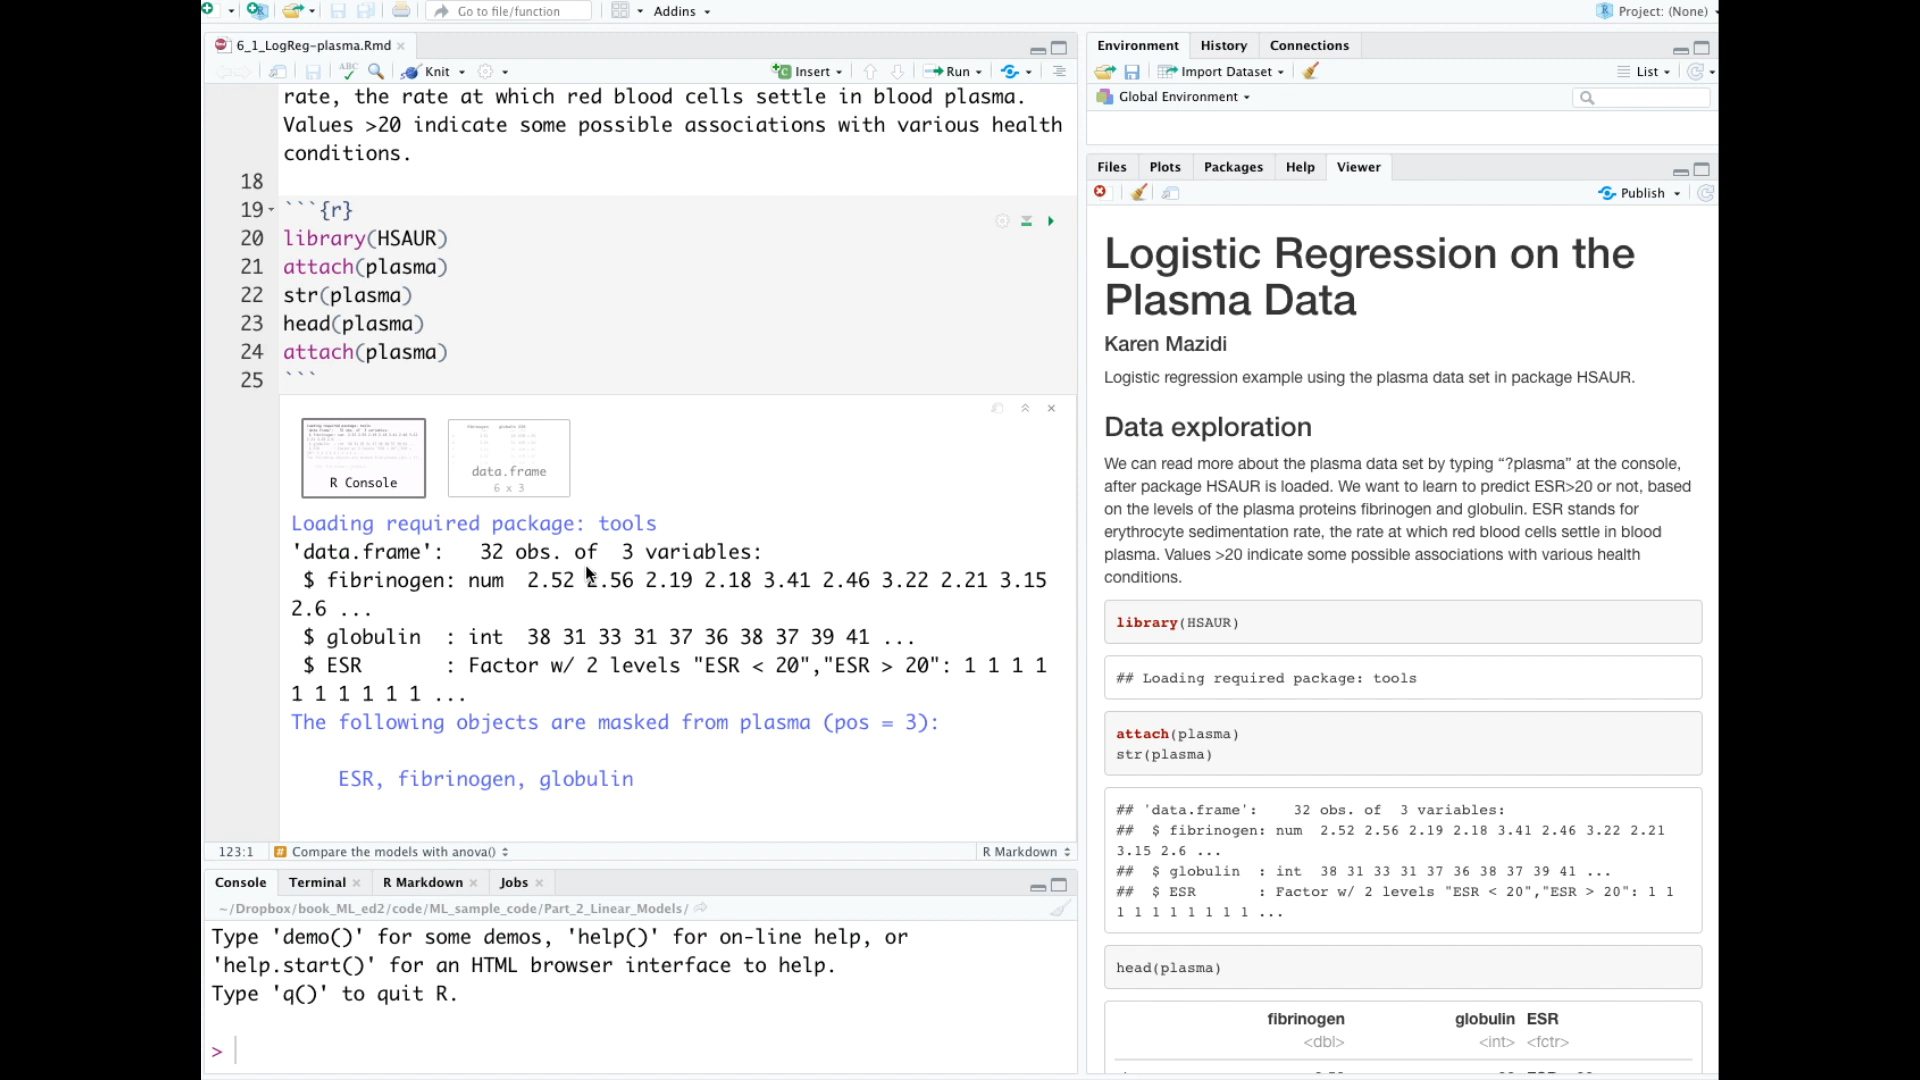 Go to file/function
Addins
Project: (None)
6_1_LogReg-plasma.Rmd
ABC
Knit
Insert
Run
rate, the rate at which red blood cells settle in blood plasma.
Values >20 indicate some possible associations with various health
conditions.
18
19 ```{r}
20 library(HSAUR)
21 attach(plasma)
22 str(plasma)
23 head(plasma)
24 attach(plasma)
25 ```
R Console
data.frame
6 x 3
Loading required package: tools
'data.frame': 32 obs. of 3 variables:
$ fibrinogen: num 2.52 2.56 2.19 2.18 3.41 2.46 3.22 2.21 3.15
2.6 ...
$ globulin : int 38 31 33 31 37 36 38 37 39 41 ...
$ ESR : Factor w/ 2 levels "ESR < 20","ESR > 20": 1 1 1 1
1 1 1 1 1 1 ...
The following objects are masked from plasma (pos = 3):
ESR, fibrinogen, globulin
123:1 # Compare the models with anova() R Markdown
Console Terminal R Markdown Jobs
~/Dropbox/book_ML_ed2/code/ML_sample_code/Part_2_Linear_Models/
Type 'demo()' for some demos, 'help()' for on-line help, or
'help.start()' for an HTML browser interface to help.
Type 'q()' to quit R.
>
Environment History Connections
Import Dataset List
Global Environment
Files Plots Packages Help Viewer
Publish
Logistic Regression on the
Plasma Data
Karen Mazidi
Logistic regression example using the plasma data set in package HSAUR.
Data exploration
We can read more about the plasma data set by typing “?plasma” at the console,
after package HSAUR is loaded. We want to learn to predict ESR>20 or not, based
on the levels of the plasma proteins fibrinogen and globulin. ESR stands for
erythrocyte sedimentation rate, the rate at which red blood cells settle in blood
plasma. Values >20 indicate some possible associations with various health
conditions.
library(HSAUR)
## Loading required package: tools
attach(plasma)
str(plasma)
## 'data.frame': 32 obs. of 3 variables:
## $ fibrinogen: num 2.52 2.56 2.19 2.18 3.41 2.46 3.22 2.21
3.15 2.6 ...
## $ globulin : int 38 31 33 31 37 36 38 37 39 41 ...
## $ ESR : Factor w/ 2 levels "ESR < 20","ESR > 20": 1 1
1 1 1 1 1 1 1 1 ...
head(plasma)
fibrinogen globulin ESR
<dbl> <int> <fctr>